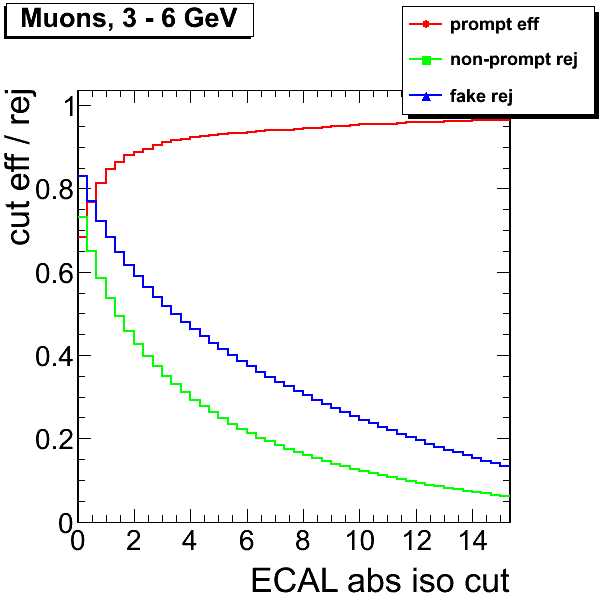 Muons, 3 - 6 GeV
prompt eff
non-prompt rej
fake rej
cut eff / rej
1
0.8
0.6
0.4
0.2
0
0 2 4 6 8 10 12 14
ECAL abs iso cut